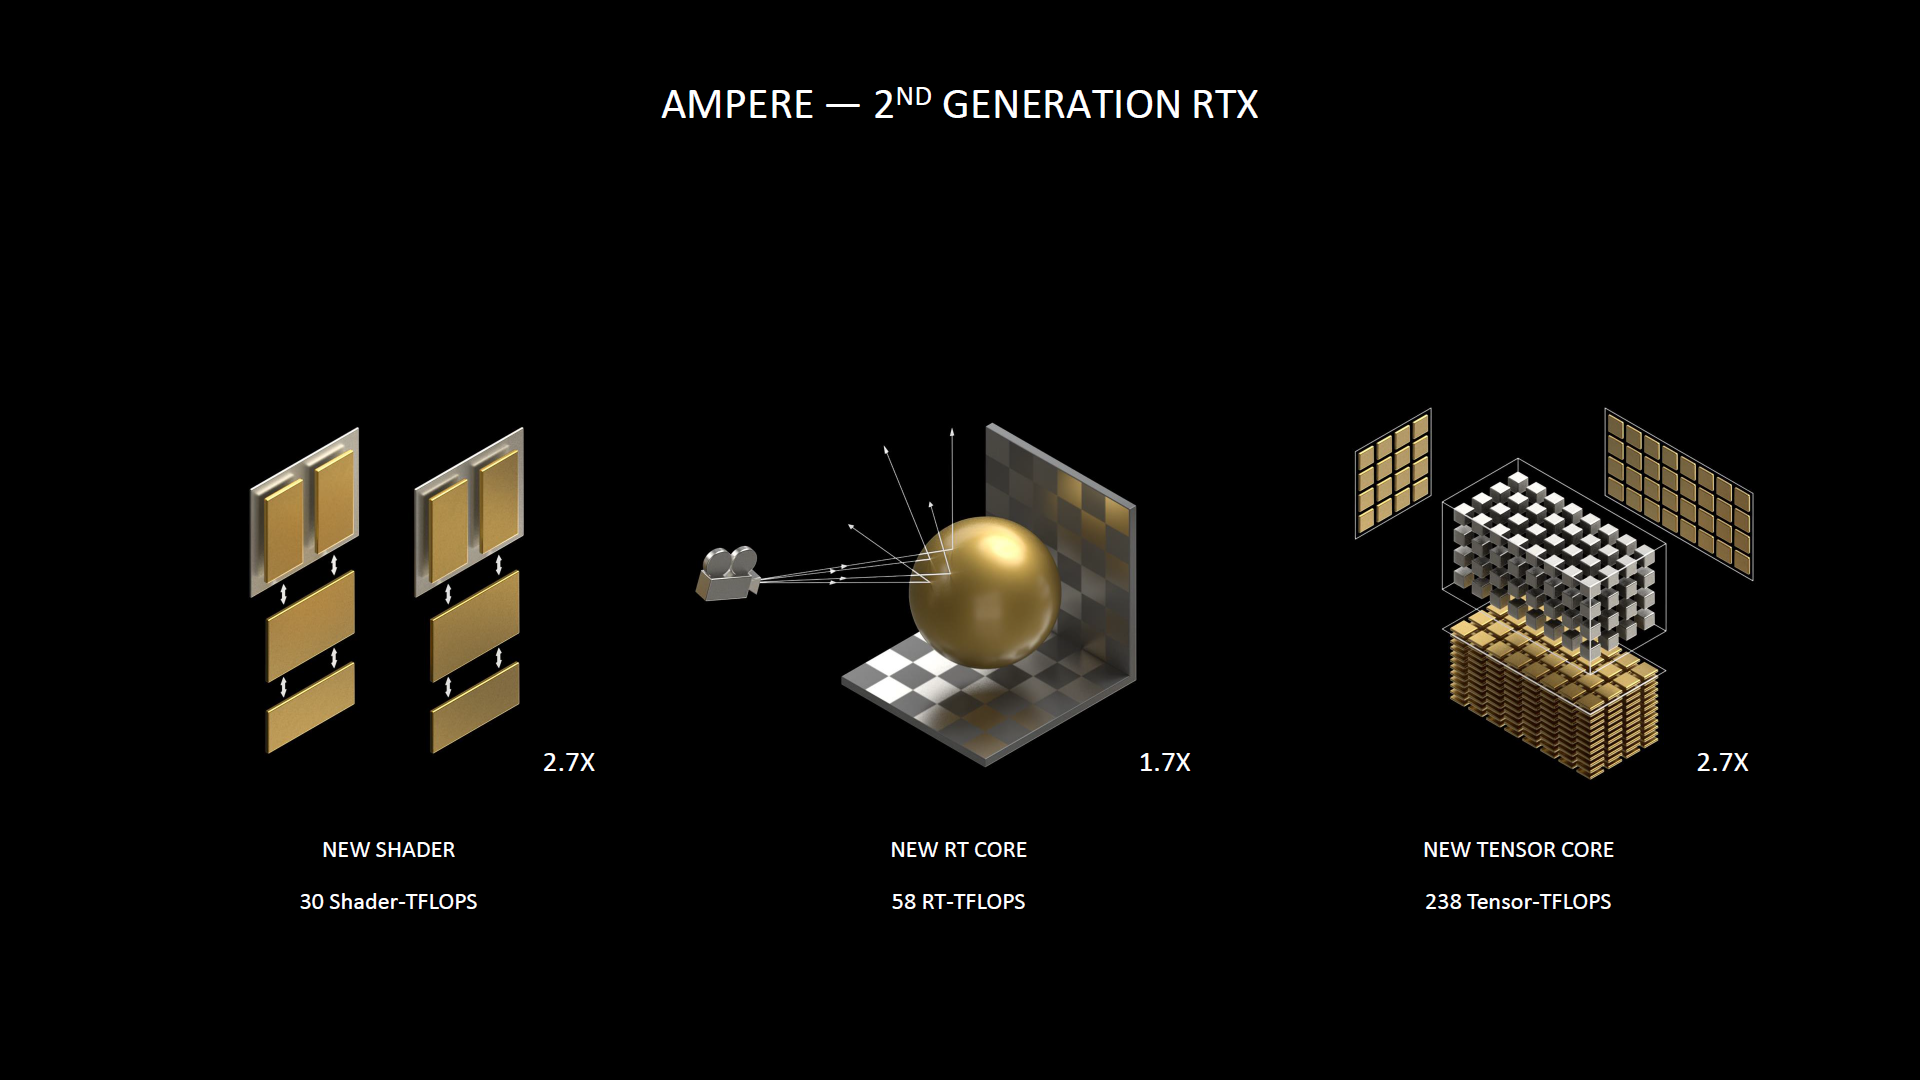 AMPERE — 2ND GENERATION RTX
2.7X
1.7X
2.7X
NEW SHADER
30 Shader-TFLOPS
NEW RT CORE
58 RT-TFLOPS
NEW TENSOR CORE
238 Tensor-TFLOPS